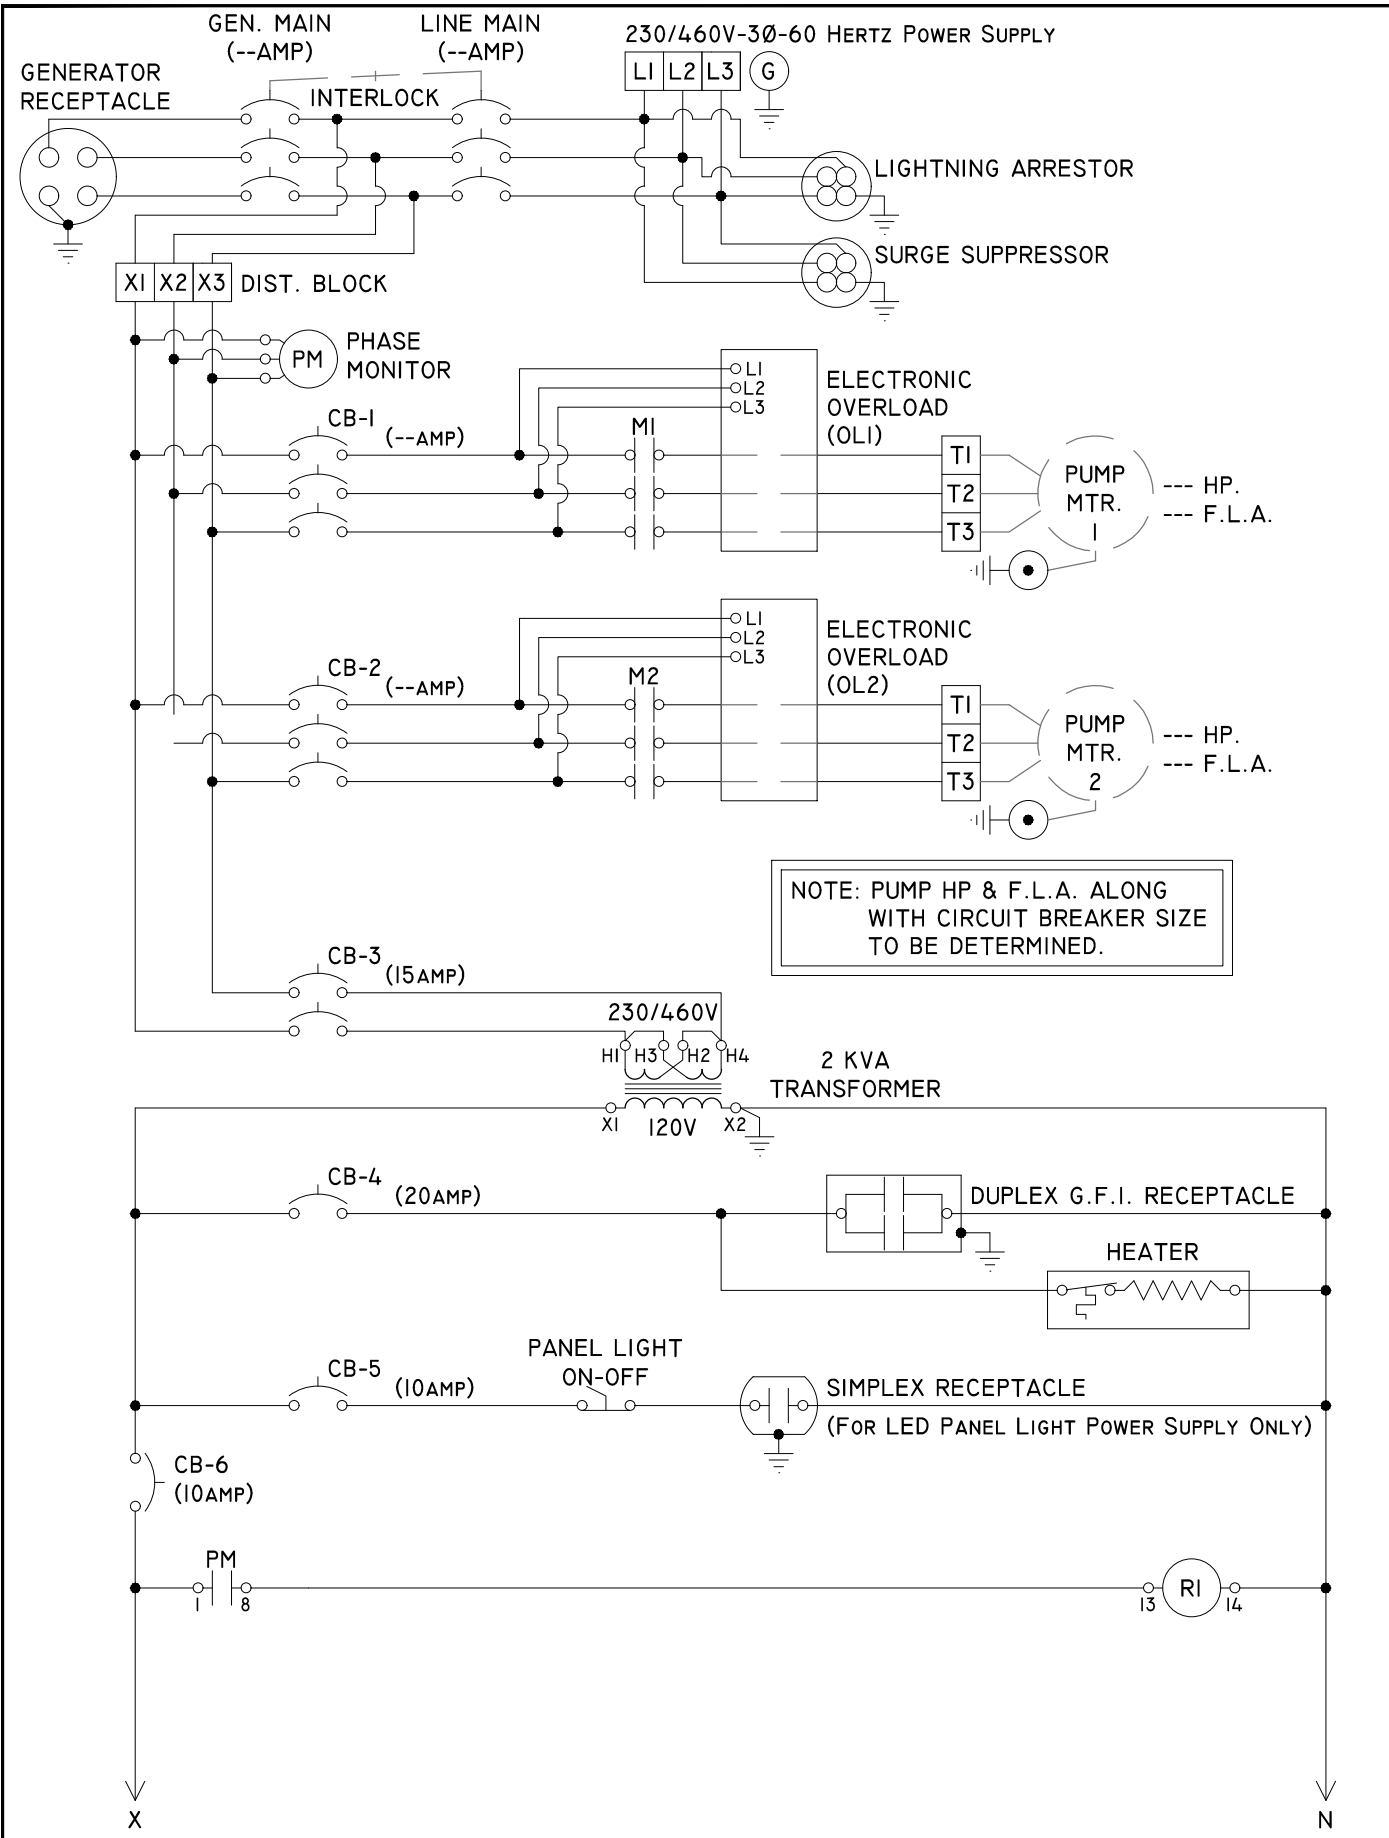 GEN. MAIN
(--AMP)
LINE MAIN
(--AMP)
230/460V-3Ø-60 HERTZ POWER SUPPLY
L1 L2 L3 G
GENERATOR
RECEPTACLE
INTERLOCK
LIGHTNING ARRESTOR
SURGE SUPPRESSOR
X1 X2 X3 DIST. BLOCK
PM
PHASE
MONITOR
CB-1
(--AMP)
M1
L1
L2
L3
ELECTRONIC
OVERLOAD
(OL1)
T1
T2
T3
PUMP
MTR.
1
--- HP.
--- F.L.A.
CB-2
(--AMP)
M2
L1
L2
L3
ELECTRONIC
OVERLOAD
(OL2)
T1
T2
T3
PUMP
MTR.
2
--- HP.
--- F.L.A.
NOTE: PUMP HP & F.L.A. ALONG
WITH CIRCUIT BREAKER SIZE
TO BE DETERMINED.
CB-3
(15AMP)
230/460V
H1 H3 H2 H4
2 KVA
TRANSFORMER
X1 120V X2
CB-4
(20AMP)
DUPLEX G.F.I. RECEPTACLE
HEATER
CB-5
(10AMP)
PANEL LIGHT
ON-OFF
SIMPLEX RECEPTACLE
(FOR LED PANEL LIGHT POWER SUPPLY ONLY)
CB-6
(10AMP)
PM
1 8
R1
13 14
X
N